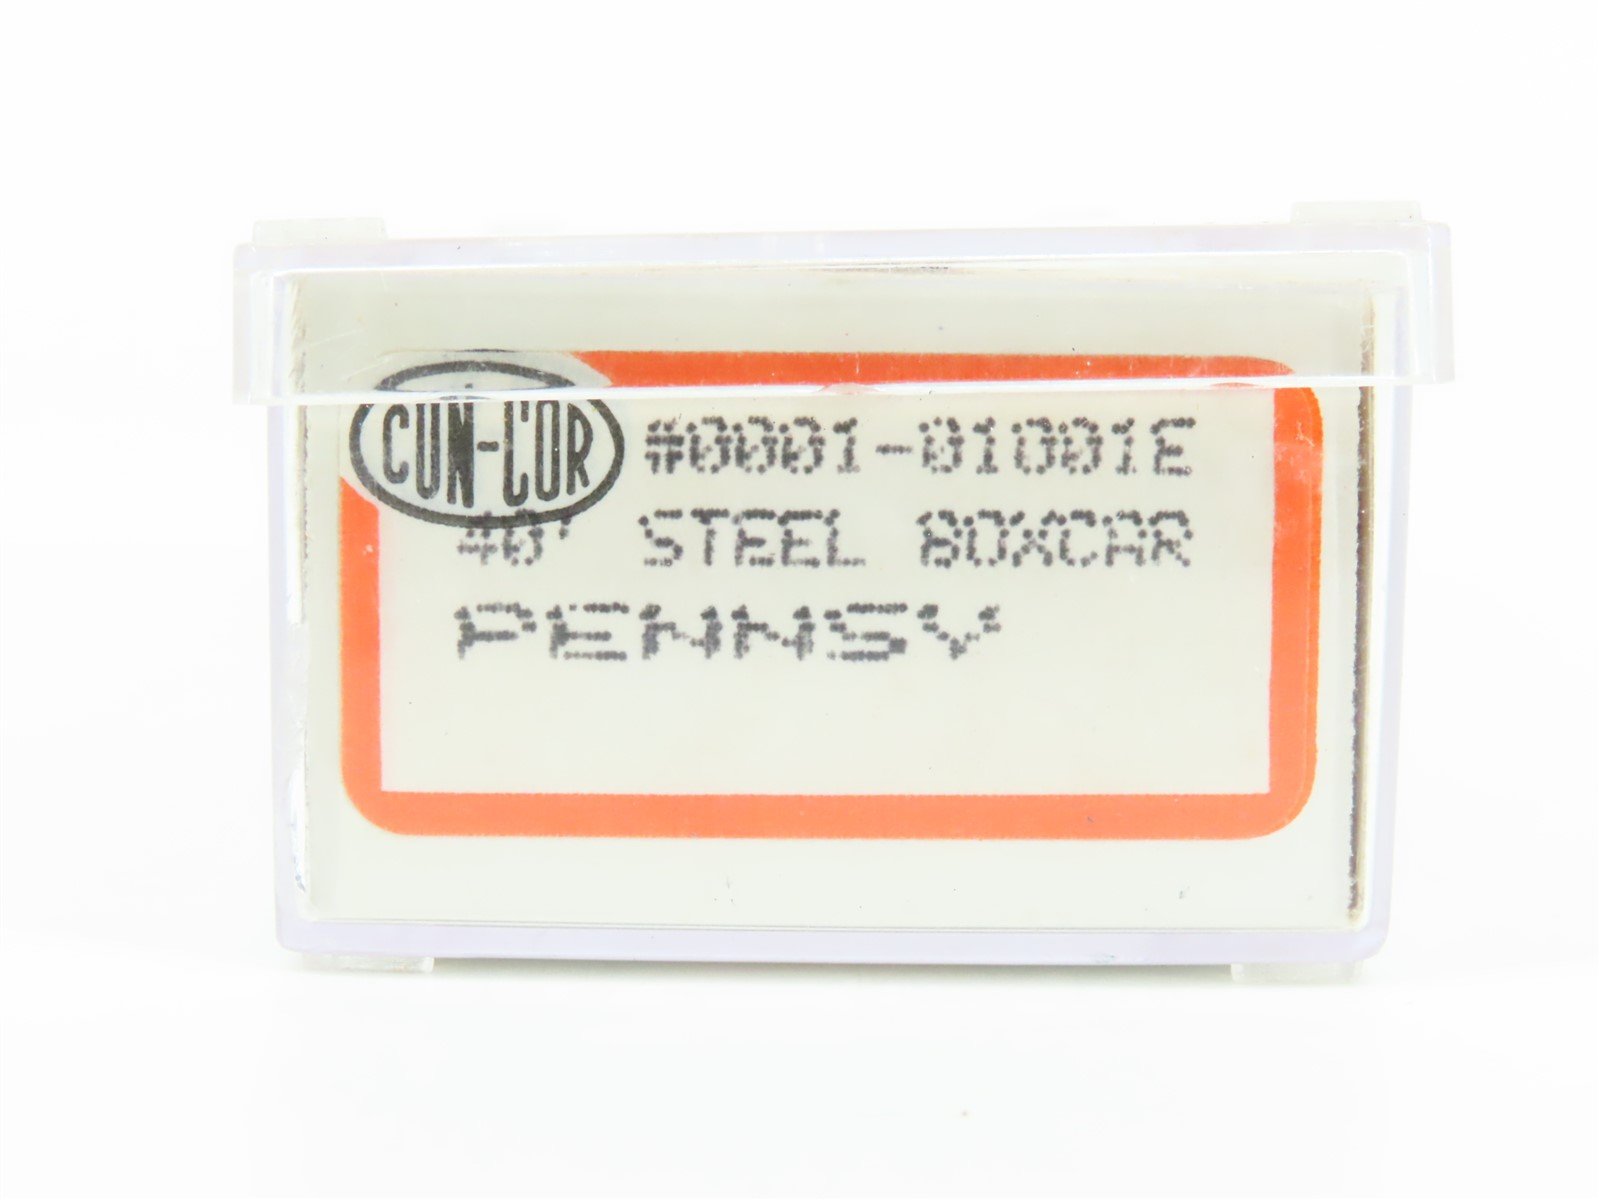 CON-COR
#0001-01001E
40' STEEL BOXCAR
PENNSY